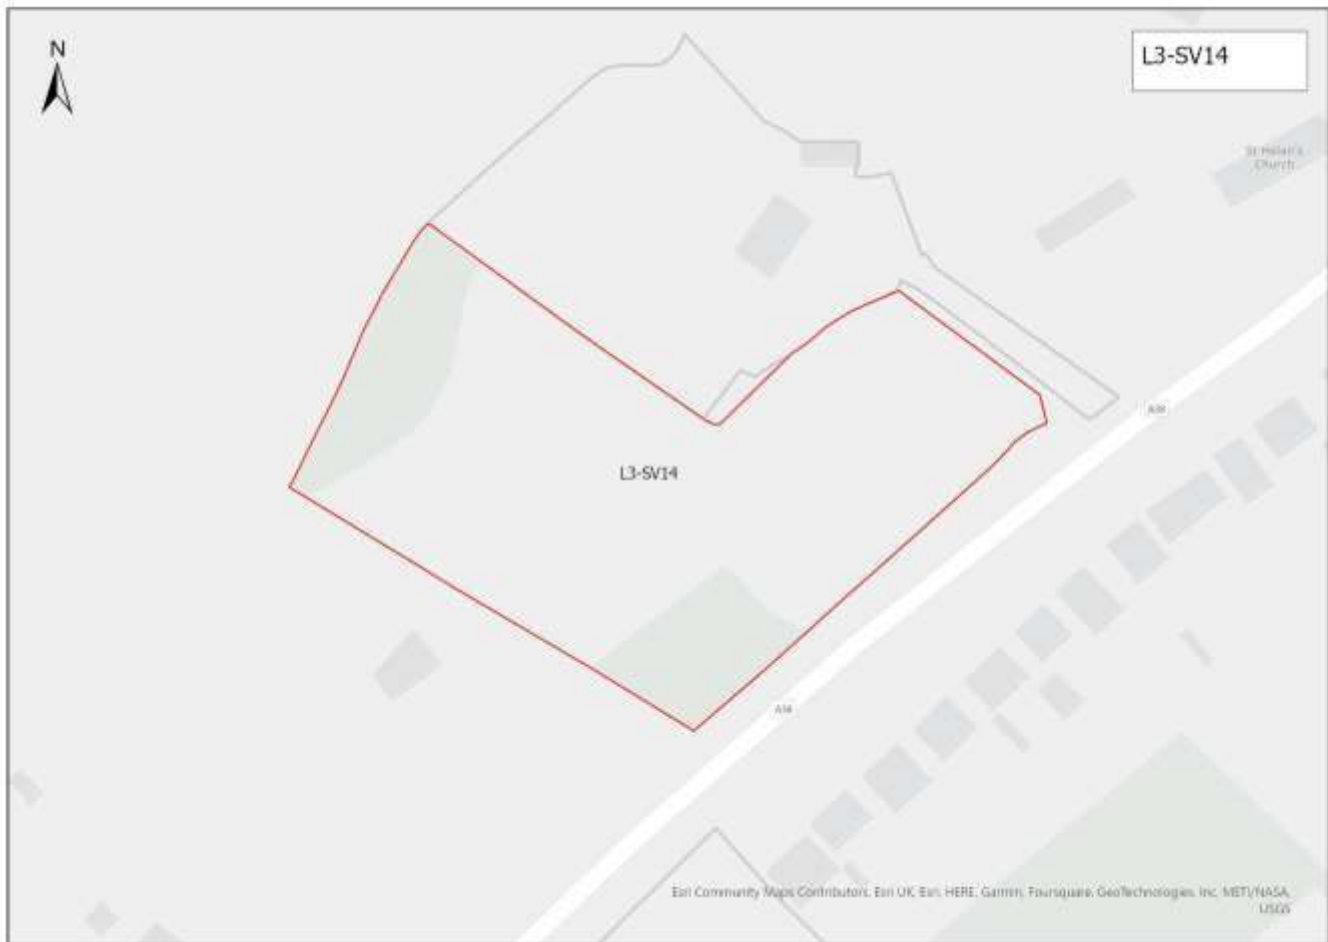 N
L3-SV14
St Helen's
Church
A38
L3-SV14
A38
Esri Community Maps Contributors, Esri UK, Esri, HERE, Garmin, Foursquare, GeoTechnologies, Inc, METI/NASA,
USGS